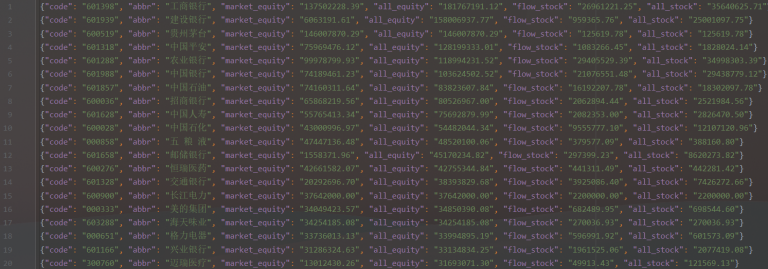 1 {"code": "601398", "abbr": "工商银行", "market_equity": "137502228.39", "all_equity": "181767191.12", "flow_stock": "26961221.25", "all_stock": "35640625.71"
2 {"code": "601939", "abbr": "建设银行", "market_equity": "6063191.61", "all_equity": "158006937.77", "flow_stock": "959365.76", "all_stock": "25001097.75"}
3 {"code": "600519", "abbr": "贵州茅台", "market_equity": "146007870.29", "all_equity": "146007870.29", "flow_stock": "125619.78", "all_stock": "125619.78"}
4 {"code": "601318", "abbr": "中国平安", "market_equity": "75969476.12", "all_equity": "128199333.01", "flow_stock": "1083266.45", "all_stock": "1828024.14"}
5 {"code": "601288", "abbr": "农业银行", "market_equity": "99978799.93", "all_equity": "118994231.52", "flow_stock": "29405529.39", "all_stock": "34998303.39"}
6 {"code": "601988", "abbr": "中国银行", "market_equity": "74189461.23", "all_equity": "103624502.52", "flow_stock": "21076551.48", "all_stock": "29438779.12"}
7 {"code": "601857", "abbr": "中国石油", "market_equity": "74160311.64", "all_equity": "83823607.84", "flow_stock": "16192207.78", "all_stock": "18302097.78"}
8 {"code": "600036", "abbr": "招商银行", "market_equity": "65868219.56", "all_equity": "80526967.00", "flow_stock": "2062894.44", "all_stock": "2521984.56"}
9 {"code": "601628", "abbr": "中国人寿", "market_equity": "55765413.34", "all_equity": "75692879.99", "flow_stock": "2082353.00", "all_stock": "2826470.50"}
10 {"code": "600028", "abbr": "中国石化", "market_equity": "43000996.97", "all_equity": "54482044.34", "flow_stock": "9555777.10", "all_stock": "12107120.96"}
11 {"code": "000858", "abbr": "五 粮 液", "market_equity": "47447136.48", "all_equity": "48520100.06", "flow_stock": "379577.09", "all_stock": "388160.80"}
12 {"code": "601658", "abbr": "邮储银行", "market_equity": "1558371.96", "all_equity": "45170234.82", "flow_stock": "297399.23", "all_stock": "8620273.82"}
13 {"code": "600276", "abbr": "恒瑞医药", "market_equity": "42661582.07", "all_equity": "42755344.84", "flow_stock": "441311.49", "all_stock": "442281.42"}
14 {"code": "601328", "abbr": "交通银行", "market_equity": "20292696.70", "all_equity": "38393829.68", "flow_stock": "3925086.40", "all_stock": "7426272.66"}
15 {"code": "600900", "abbr": "长江电力", "market_equity": "37642000.00", "all_equity": "37642000.00", "flow_stock": "2200000.00", "all_stock": "2200000.00"}
16 {"code": "000333", "abbr": "美的集团", "market_equity": "34049423.57", "all_equity": "34850390.08", "flow_stock": "682489.95", "all_stock": "698544.60"}
17 {"code": "603288", "abbr": "海天味业", "market_equity": "34254185.08", "all_equity": "34254185.08", "flow_stock": "270036.93", "all_stock": "270036.93"}
18 {"code": "000651", "abbr": "格力电器", "market_equity": "33736013.13", "all_equity": "33994895.19", "flow_stock": "596991.92", "all_stock": "601573.09"}
19 {"code": "601166", "abbr": "兴业银行", "market_equity": "31286324.63", "all_equity": "33134834.25", "flow_stock": "1961525.06", "all_stock": "2077419.08"}
20 {"code": "300760", "abbr": "迈瑞医疗", "market_equity": "13012430.26", "all_equity": "31693071.30", "flow_stock": "49913.43", "all_stock": "121569.13"}